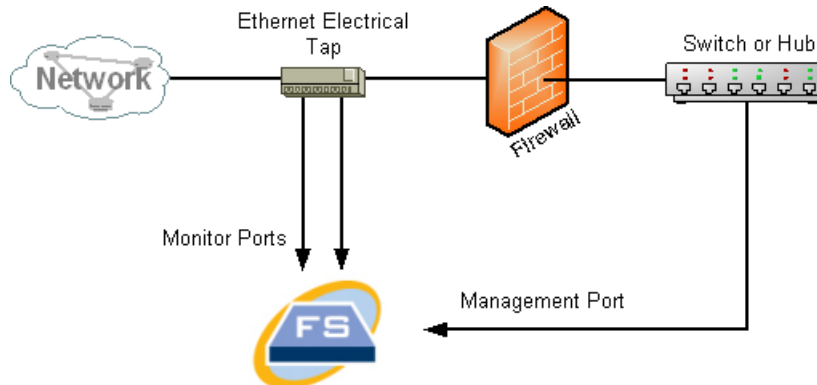 Ethernet Electrical
Tap
Switch or Hub
Network
Firewall
Monitor Ports
Management Port
FS